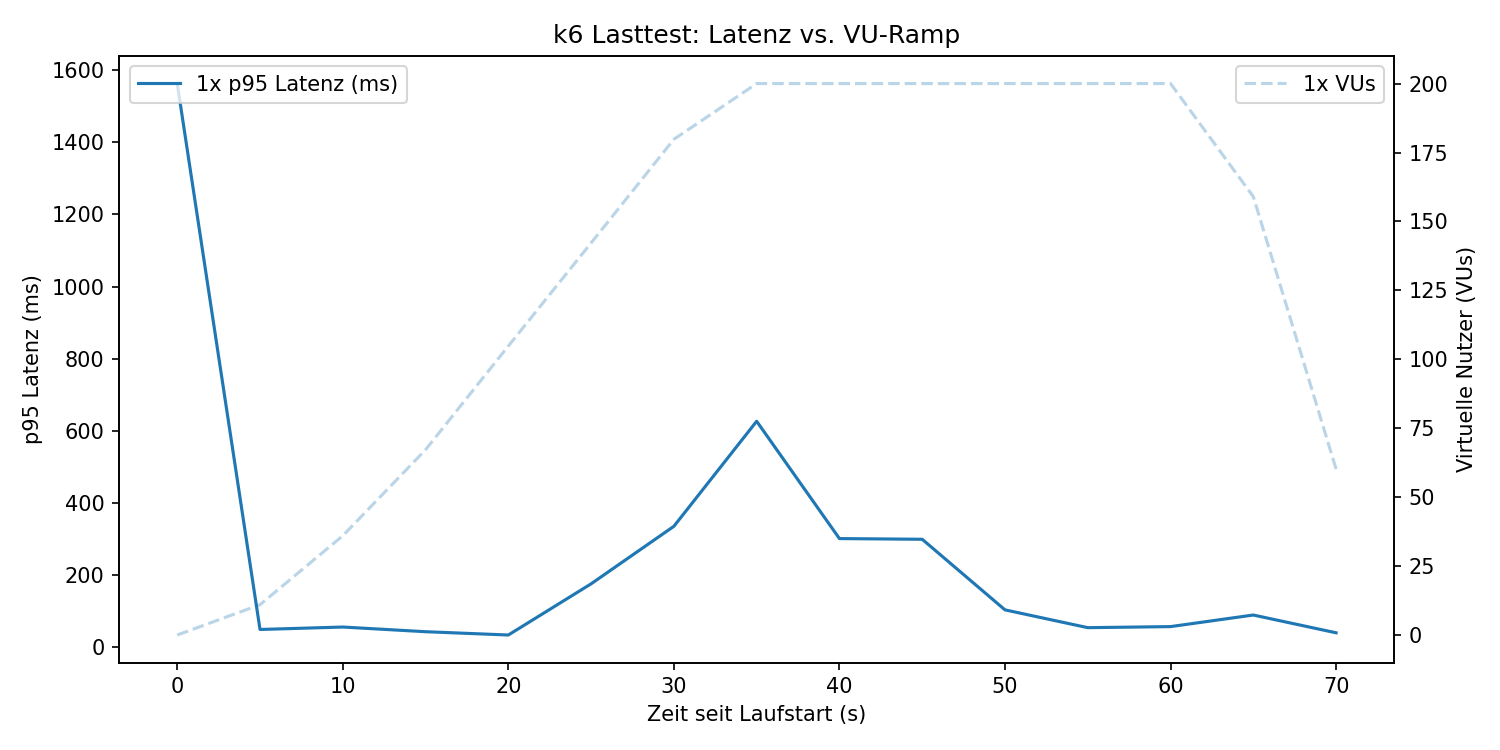 k6 Lasttest: Latenz vs. VU-Ramp
1x p95 Latenz (ms)
1x VUs
p95 Latenz (ms)
1600
1400
1200
1000
800
600
400
200
0
200
175
150
125
100
75
50
25
0
Virtuelle Nutzer (VUs)
0 10 20 30 40 50 60 70
Zeit seit Laufstart (s)